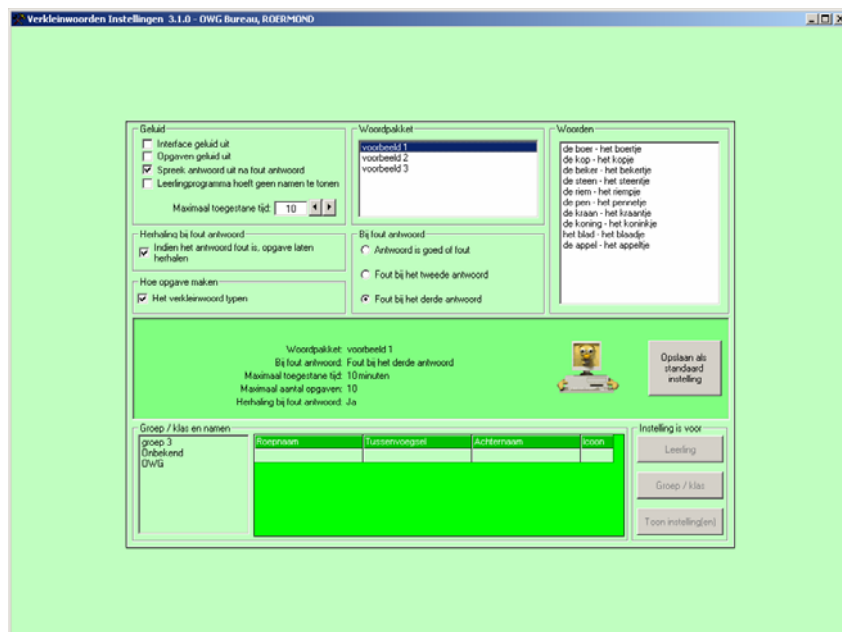 Verkleinwoorden Instellingen 3.1.0 - OWG Bureau, ROERMOND
Geluid
Interface geluid uit
Opgaven geluid uit
Spreek antwoord uit na fout antwoord
Leerlingprogramma hoeft geen namen te tonen
Maximaal toegestane tijd: 10
Woordpakket
voorbeeld 1
voorbeeld 2
voorbeeld 3
Woorden
de boer - het boertje
de kop - het kopje
de beker - het bekertje
de steen - het steentje
de riem - het riempje
de pen - het pennetje
de kraan - het kraantje
de koning - het koninkje
het blad - het blaadje
de appel - het appeltje
Herhaling bij fout antwoord
Indien het antwoord fout is, opgave laten
herhalen
Hoe opgave maken
Het verkleinwoord typen
Bij fout antwoord
Antwoord is goed of fout
Fout bij het tweede antwoord
Fout bij het derde antwoord
Woordpakket: voorbeeld 1
Bij fout antwoord: Fout bij het derde antwoord
Maximaal toegestane tijd: 10 minuten
Maximaal aantal opgaven: 10
Herhaling bij fout antwoord: Ja
Opslaan als
standaard
instelling
Groep / klas en namen
groep 3
Onbekend
OWG
Roepnaam Tussenvoegsel Achternaam Icoon
Instelling is voor
Leerling
Groep / klas
Toon instelling(en)